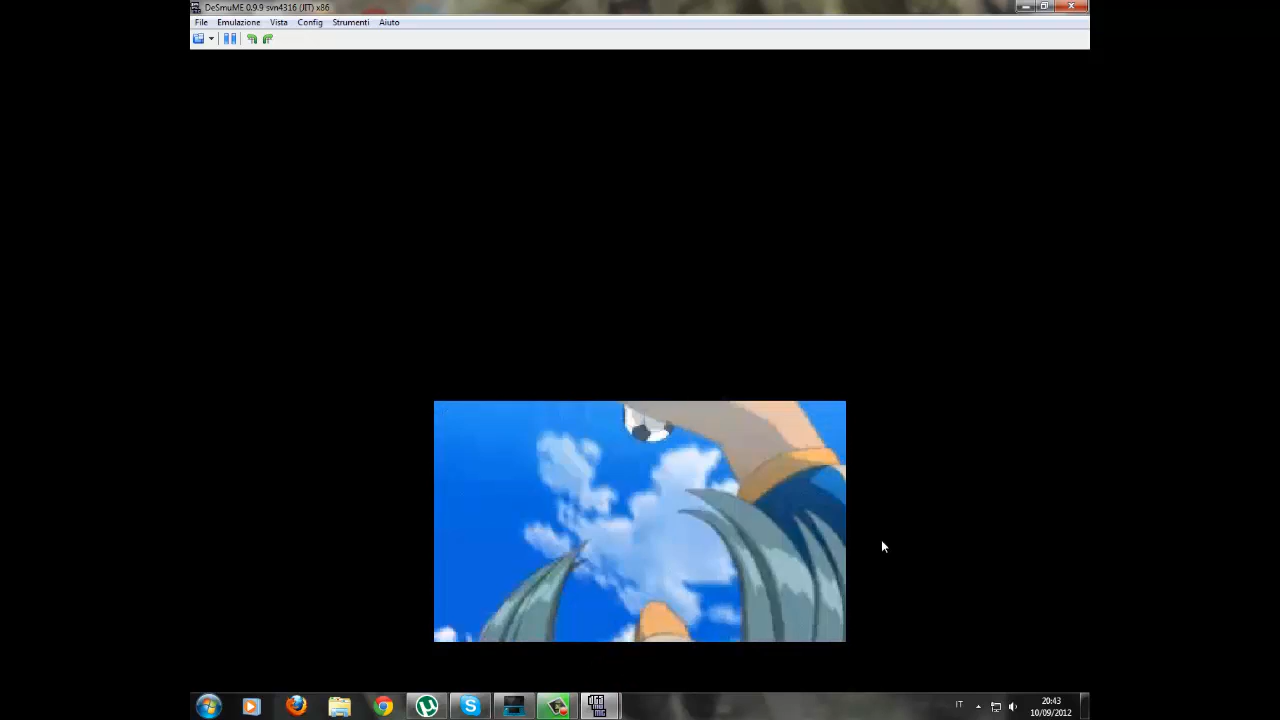 DeSmuME 0.9.9 svn4316 (JIT) x86
File Emulazione Vista Config Strumenti Aiuto
IT
20:43
10/09/2012